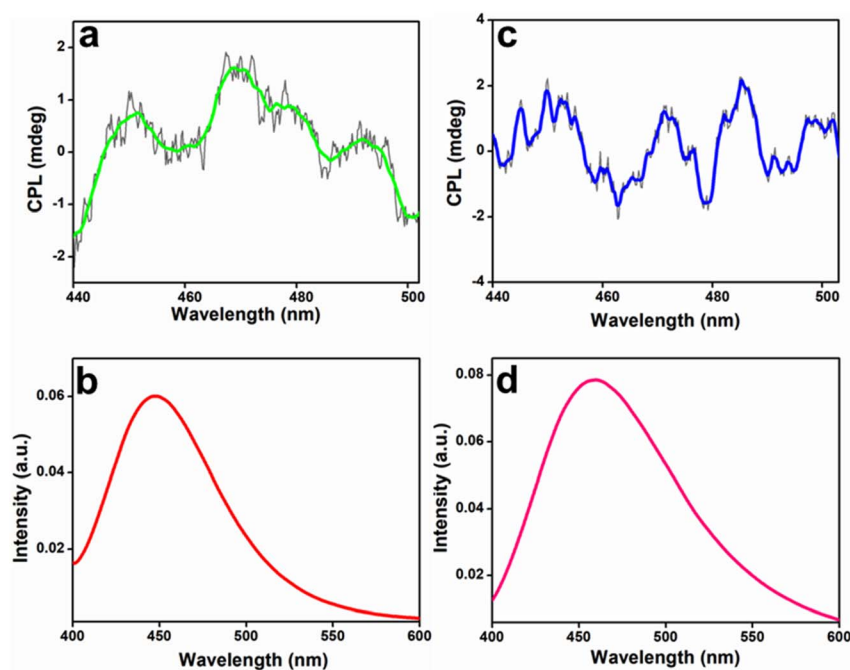 a
2
1
0
-1
-2
CPL (mdeg)
440 460 480 500
Wavelength (nm)
c
4
2
0
-2
-4
CPL (mdeg)
440 460 480 500
Wavelength (nm)
b
0.06
0.04
0.02
Intensity (a.u.)
400 450 500 550 600
Wavelength (nm)
d
0.08
0.06
0.04
0.02
Intensity (a.u.)
400 450 500 550 600
Wavelength (nm)